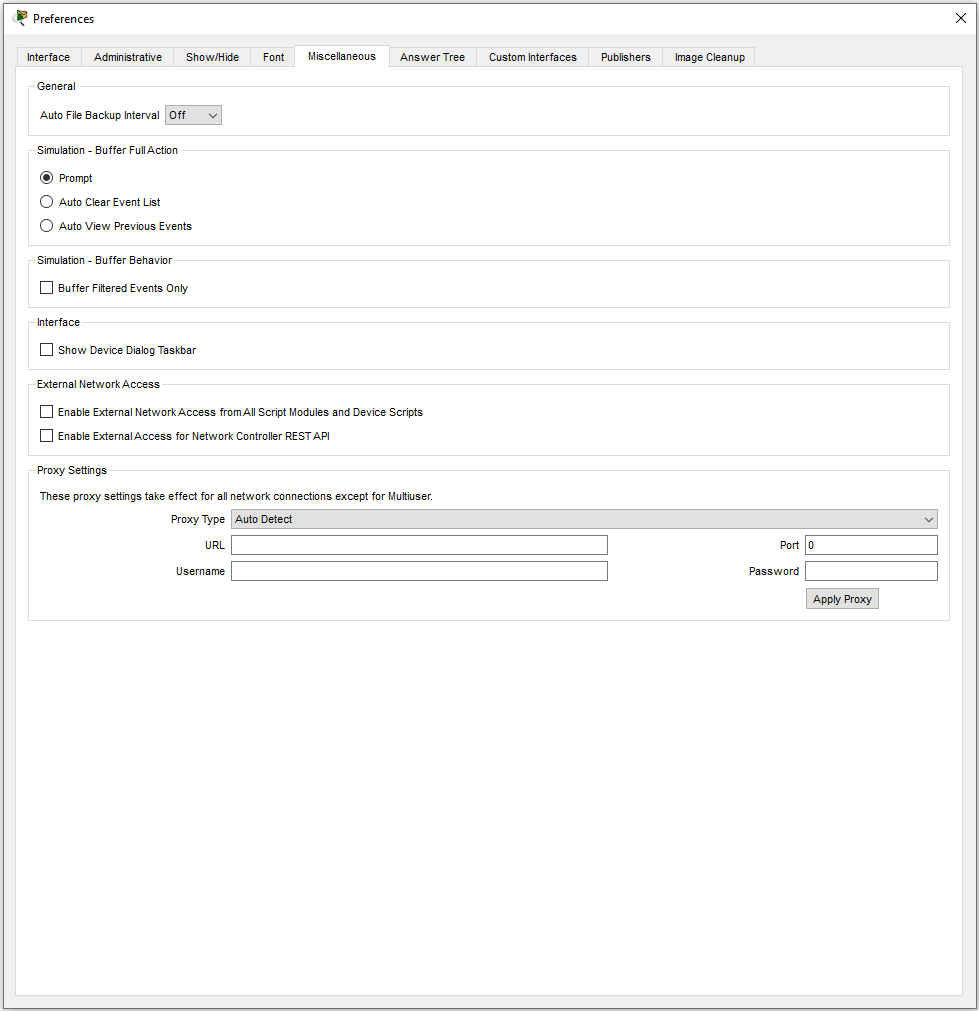 Preferences
Interface Administrative Show/Hide Font Miscellaneous Answer Tree Custom Interfaces Publishers Image Cleanup
General
Auto File Backup Interval Off
Simulation - Buffer Full Action
Prompt
Auto Clear Event List
Auto View Previous Events
Simulation - Buffer Behavior
Buffer Filtered Events Only
Interface
Show Device Dialog Taskbar
External Network Access
Enable External Network Access from All Script Modules and Device Scripts
Enable External Access for Network Controller REST API
Proxy Settings
These proxy settings take effect for all network connections except for Multiuser.
Proxy Type Auto Detect
URL Port 0
Username Password
Apply Proxy